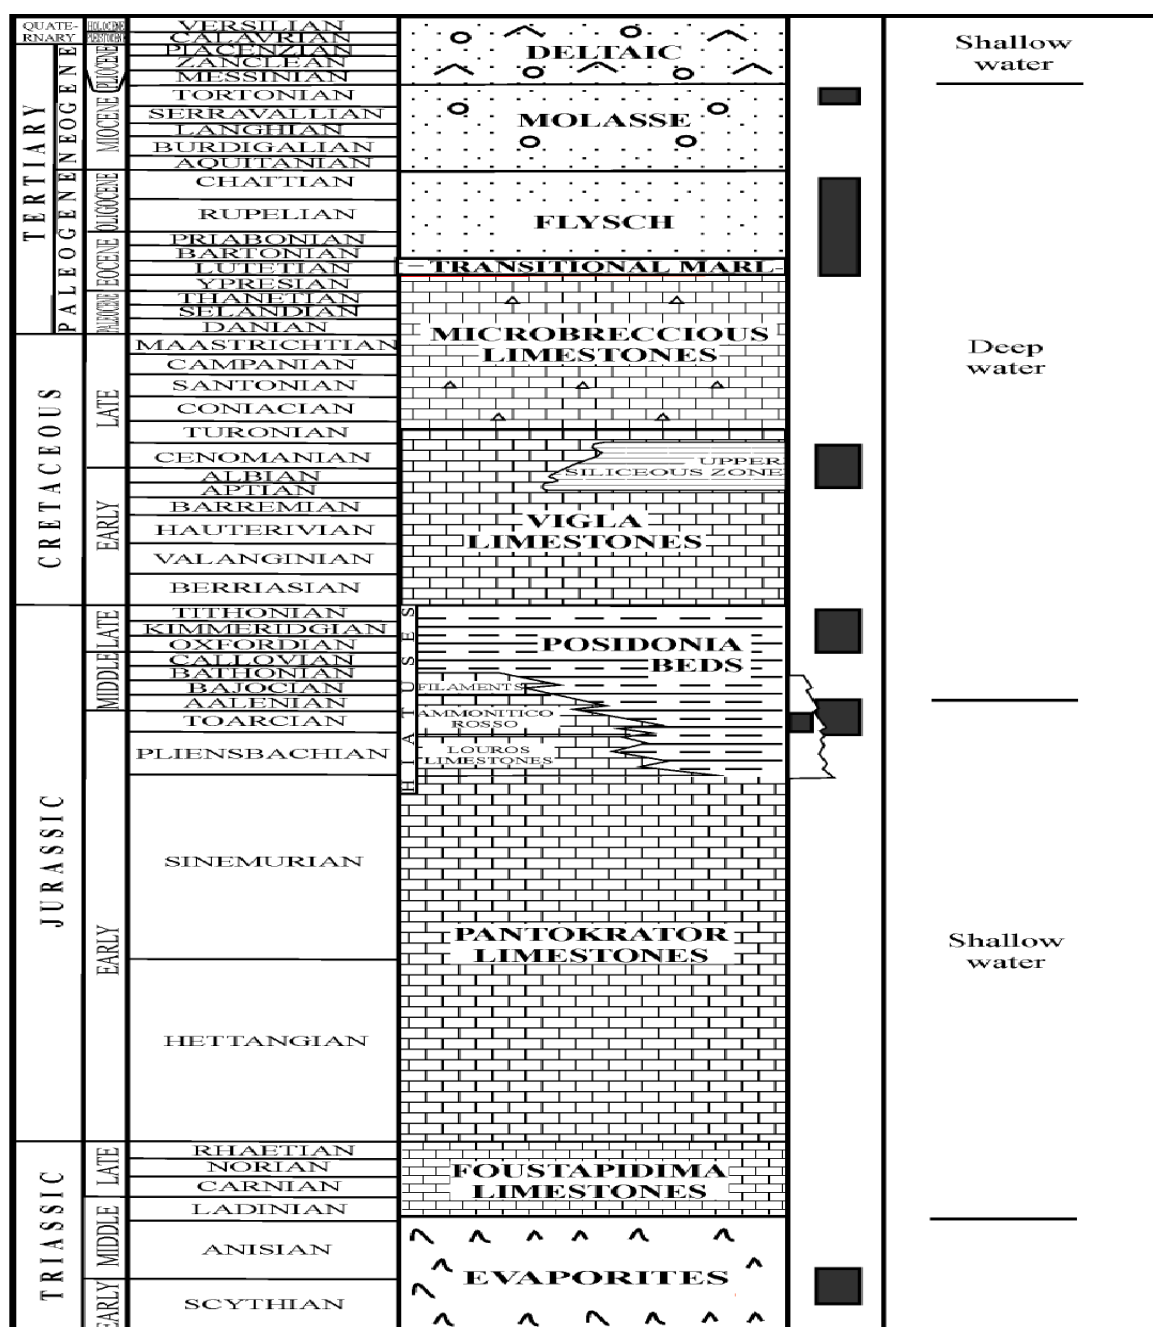 QUATE-
RNARY
TERTIARY
NEOGENE
PALEOGENE
CRETACEOUS
JURASSIC
TRIASSIC
HOLOCENE
PLEISTOCENE
PLIOCENE
MIOCENE
OLIGOCENE
EOCENE
PALEOCENE
LATE
EARLY
LATE
MIDDLE
EARLY
LATE
MIDDLE
EARLY
VERSILIAN
CALAVRIAN
PIACENZIAN
ZANCLEAN
MESSINIAN
TORTONIAN
SERRAVALLIAN
LANGHIAN
BURDIGALIAN
AQUITANIAN
CHATTIAN
RUPELIAN
PRIABONIAN
BARTONIAN
LUTETIAN
YPRESIAN
THANETIAN
SELANDIAN
DANIAN
MAASTRICHTIAN
CAMPANIAN
SANTONIAN
CONIACIAN
TURONIAN
CENOMANIAN
ALBIAN
APTIAN
BARREMIAN
HAUTERIVIAN
VALANGINIAN
BERRIASIAN
TITHONIAN
KIMMERIDGIAN
OXFORDIAN
CALLOVIAN
BATHONIAN
BAJOCIAN
AALENIAN
TOARCIAN
PLIENSBACHIAN
SINEMURIAN
HETTANGIAN
RHAETIAN
NORIAN
CARNIAN
LADINIAN
ANISIAN
SCYTHIAN
DELTAIC
MOLASSE
FLYSCH
TRANSITIONAL MARL
MICROBRECCIOUS
LIMESTONES
UPPER
SILICEOUS ZONE
VIGLA
LIMESTONES
HIATUSES
POSIDONIA
BEDS
FILAMENTS
AMMONITICO
ROSSO
LOUROS
LIMESTONES
PANTOKRATOR
LIMESTONES
FOUSTAPIDIMA
LIMESTONES
EVAPORITES
Shallow
water
Deep
water
Shallow
water